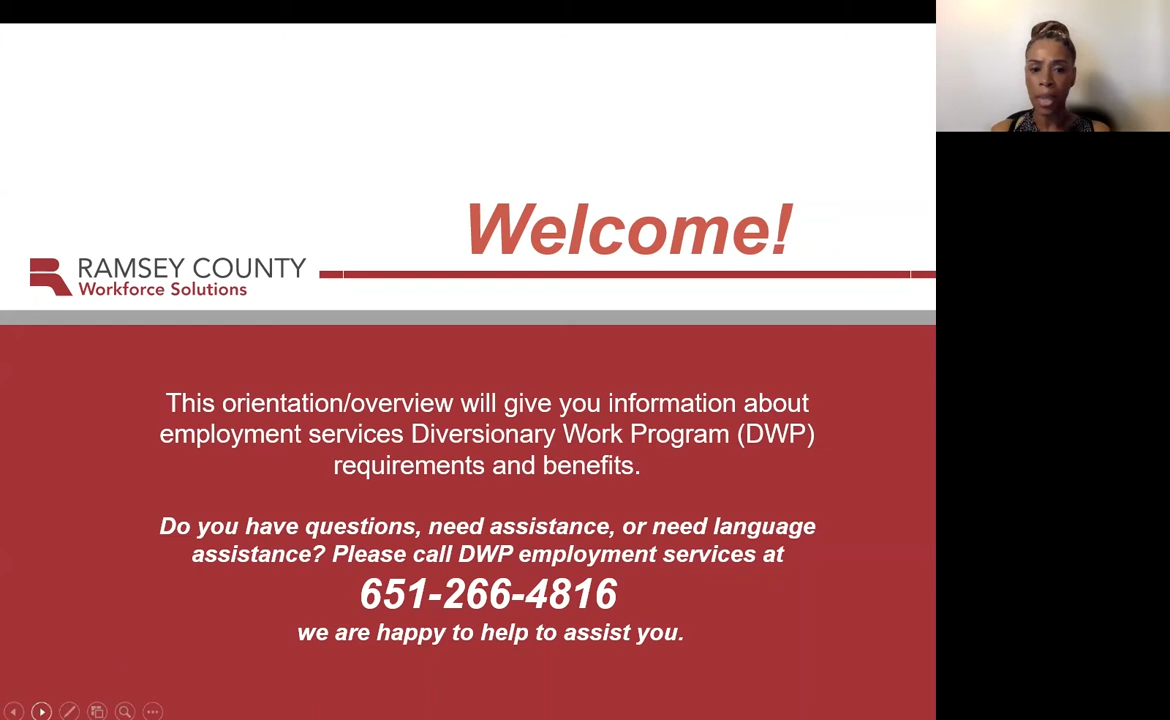 Welcome!
RAMSEY COUNTY
Workforce Solutions
This orientation/overview will give you information about
employment services Diversionary Work Program (DWP)
requirements and benefits.
Do you have questions, need assistance, or need language
assistance? Please call DWP employment services at
651-266-4816
we are happy to help to assist you.